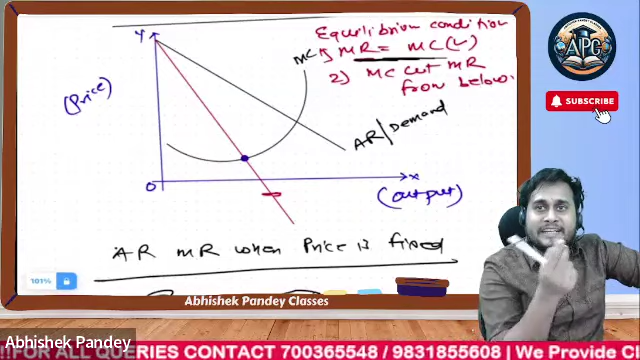 Equilibrium condition
1) MR = MC (✓)
2) MC cut MR
from below.
Y
(Price)
MC
AR/Demand
O
X
(output)
AR MR when Price is fixed
101%
APG
SUBSCRIBE
Abhishek Pandey Classes
Abhishek Pandey
!!FOR ALL QUERIES CONTACT 700365548 / 9831855608 | We Provide C